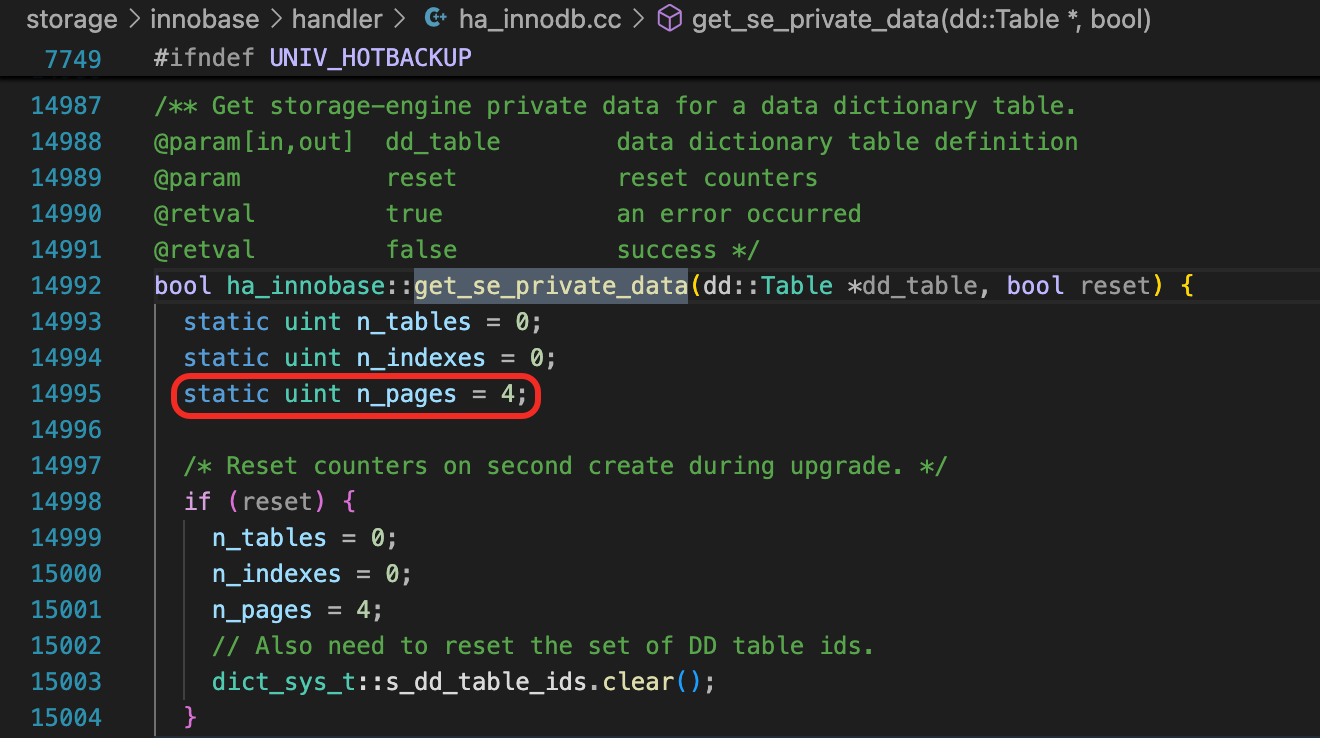 storage > innobase > handler > ha_innodb.cc > get_se_private_data(dd::Table *, bool)
7749 #ifndef UNIV_HOTBACKUP
14987 /** Get storage-engine private data for a data dictionary table.
14988 @param[in,out] dd_table data dictionary table definition
14989 @param reset reset counters
14990 @retval true an error occurred
14991 @retval false success */
14992 bool ha_innobase::get_se_private_data(dd::Table *dd_table, bool reset) {
14993 static uint n_tables = 0;
14994 static uint n_indexes = 0;
14995 static uint n_pages = 4;
14996
14997 /* Reset counters on second create during upgrade. */
14998 if (reset) {
14999 n_tables = 0;
15000 n_indexes = 0;
15001 n_pages = 4;
15002 // Also need to reset the set of DD table ids.
15003 dict_sys_t::s_dd_table_ids.clear();
15004 }